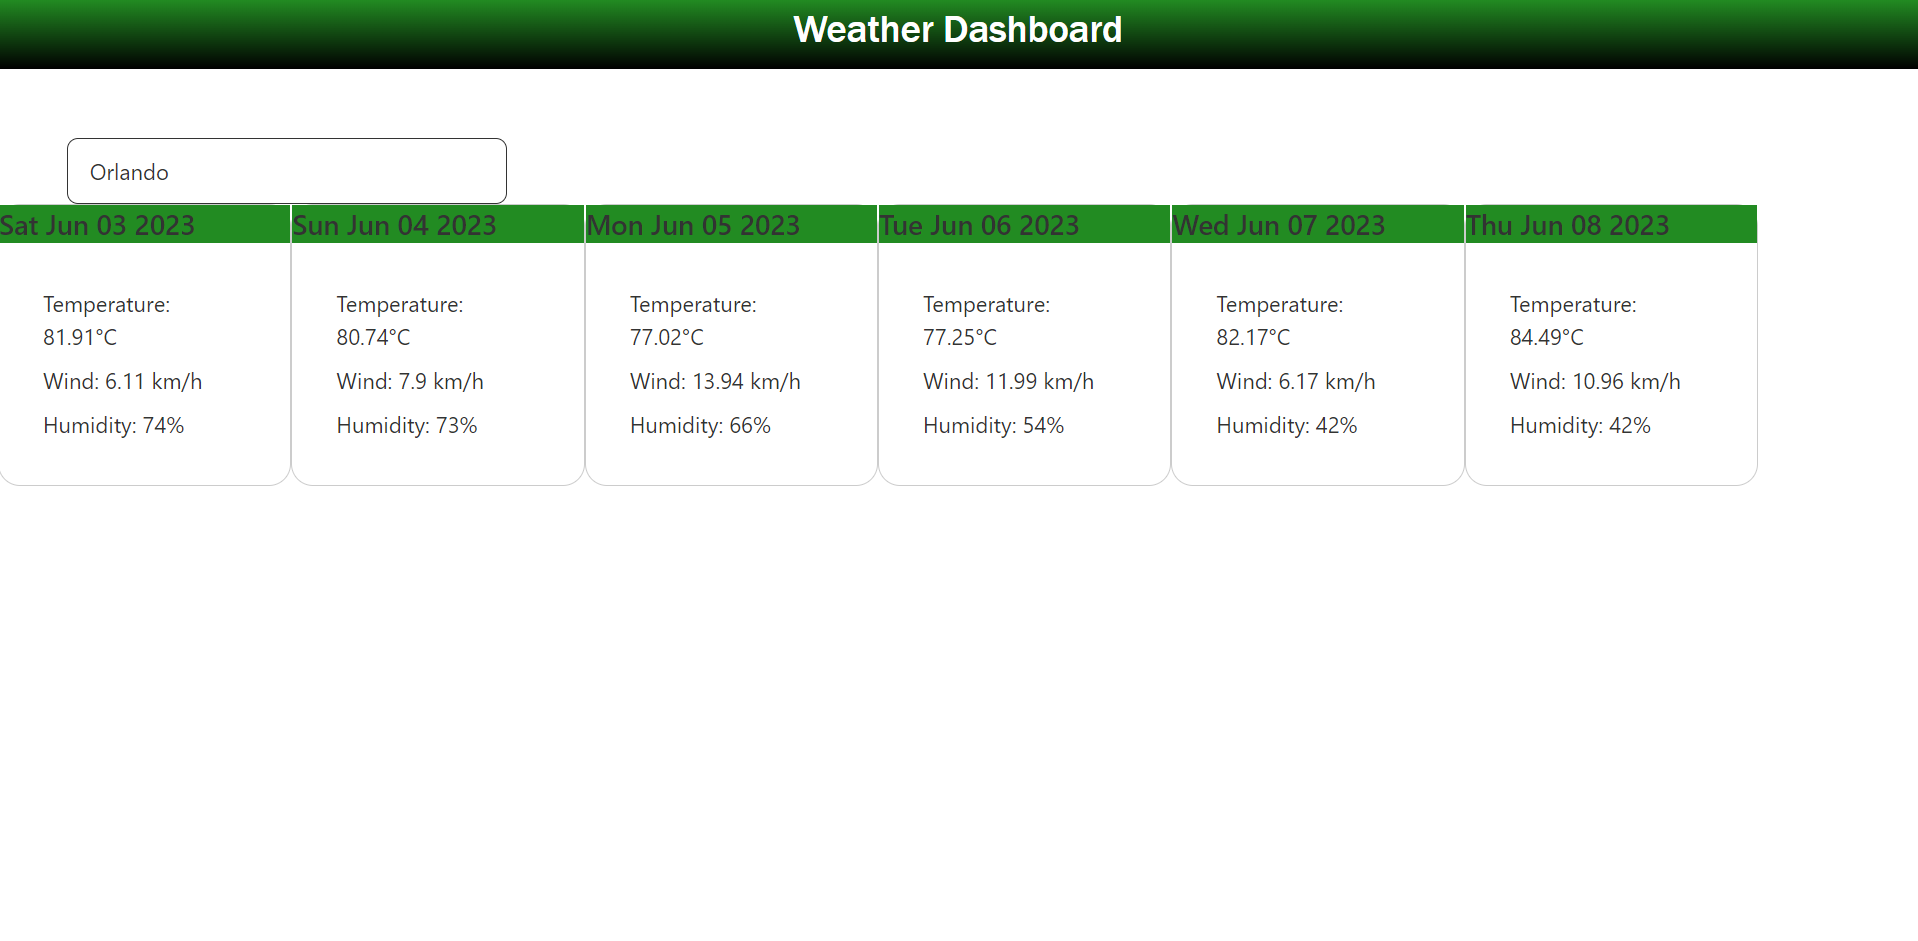 Weather Dashboard
Orlando
Sat Jun 03 2023
Temperature:
81.91°C
Wind: 6.11 km/h
Humidity: 74%
Sun Jun 04 2023
Temperature:
80.74°C
Wind: 7.9 km/h
Humidity: 73%
Mon Jun 05 2023
Temperature:
77.02°C
Wind: 13.94 km/h
Humidity: 66%
Tue Jun 06 2023
Temperature:
77.25°C
Wind: 11.99 km/h
Humidity: 54%
Wed Jun 07 2023
Temperature:
82.17°C
Wind: 6.17 km/h
Humidity: 42%
Thu Jun 08 2023
Temperature:
84.49°C
Wind: 10.96 km/h
Humidity: 42%